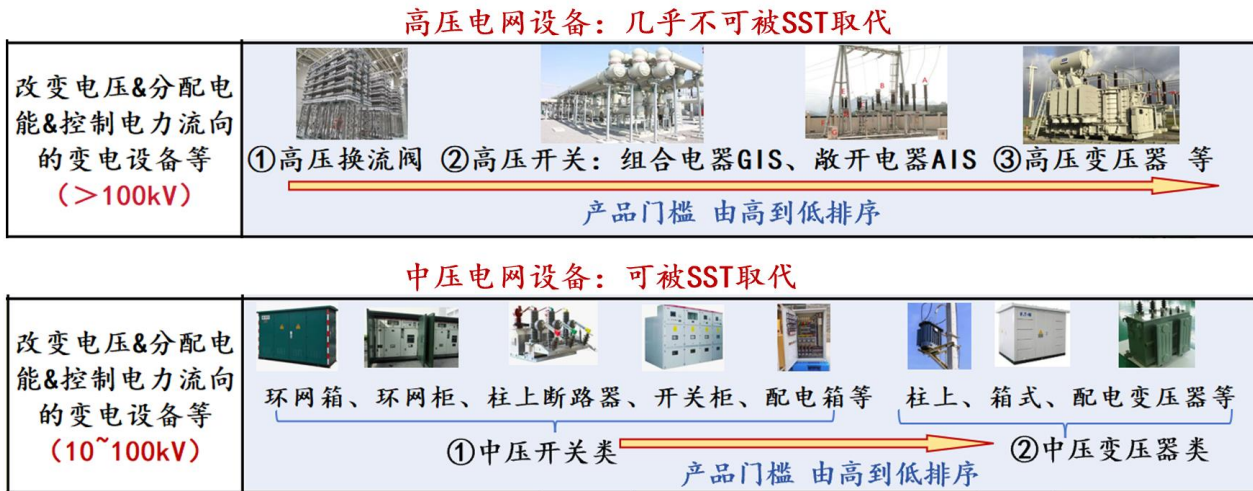 高压电网设备：几乎不可被SST取代
改变电压&分配电
能&控制电力流向
的变电设备等
（＞100kV）
①高压换流阀 ②高压开关：组合电器GIS、敞开电器AIS ③高压变压器 等
产品门槛 由高到低排序
中压电网设备：可被SST取代
改变电压&分配电
能&控制电力流向
的变电设备等
（10~100kV）
环网箱、环网柜、柱上断路器、开关柜、配电箱等
柱上、箱式、配电变压器等
①中压开关类
②中压变压器类
产品门槛 由高到低排序